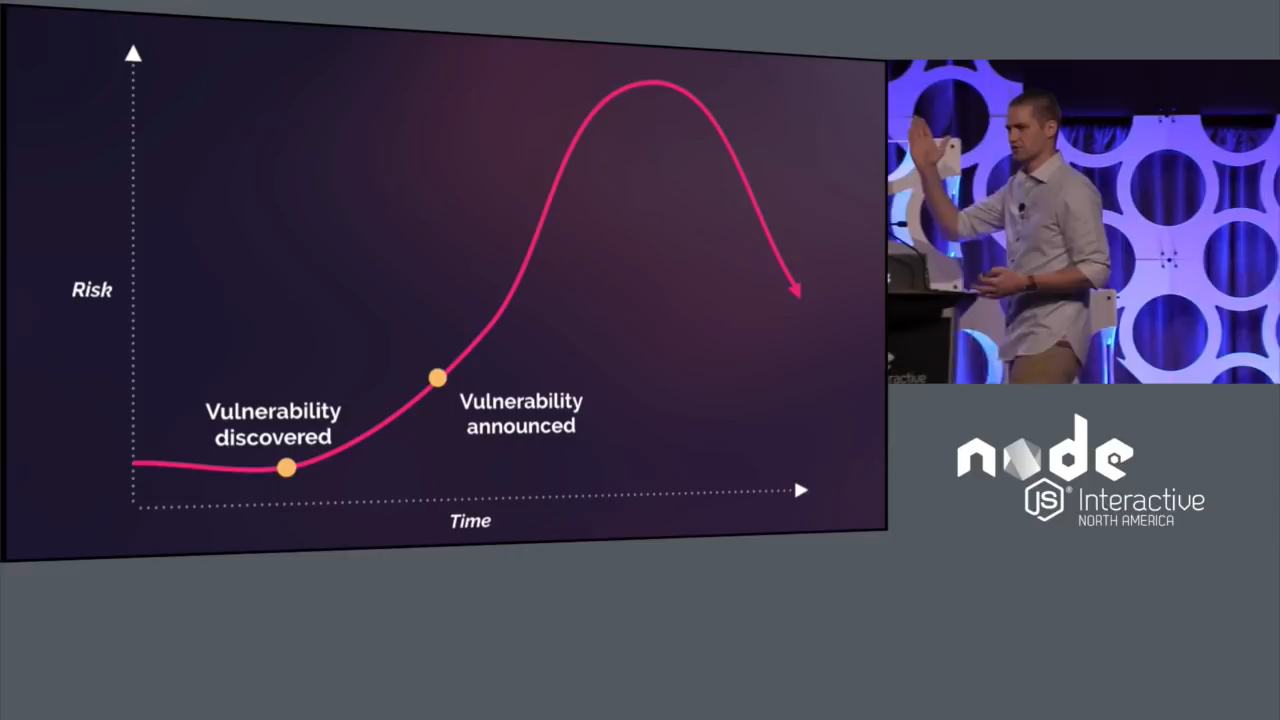 Risk
Vulnerability
discovered
Vulnerability
announced
Time
node
JS® Interactive
NORTH AMERICA